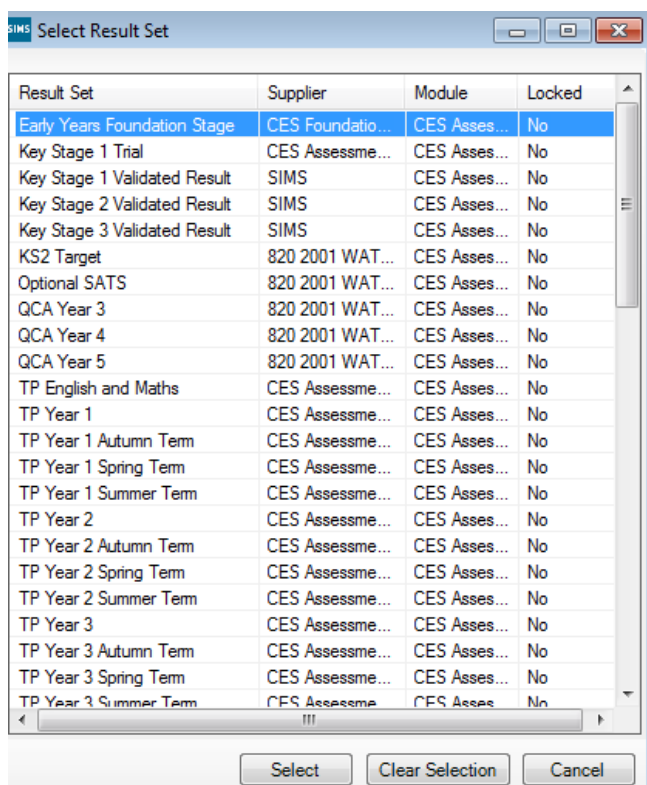 SIMS Select Result Set
Result Set Supplier Module Locked
Early Years Foundation Stage CES Foundatio... CES Asses... No
Key Stage 1 Trial CES Assessme... CES Asses... No
Key Stage 1 Validated Result SIMS CES Asses... No
Key Stage 2 Validated Result SIMS CES Asses... No
Key Stage 3 Validated Result SIMS CES Asses... No
KS2 Target 820 2001 WAT... CES Asses... No
Optional SATS 820 2001 WAT... CES Asses... No
QCA Year 3 820 2001 WAT... CES Asses... No
QCA Year 4 820 2001 WAT... CES Asses... No
QCA Year 5 820 2001 WAT... CES Asses... No
TP English and Maths CES Assessme... CES Asses... No
TP Year 1 CES Assessme... CES Asses... No
TP Year 1 Autumn Term CES Assessme... CES Asses... No
TP Year 1 Spring Term CES Assessme... CES Asses... No
TP Year 1 Summer Term CES Assessme... CES Asses... No
TP Year 2 CES Assessme... CES Asses... No
TP Year 2 Autumn Term CES Assessme... CES Asses... No
TP Year 2 Spring Term CES Assessme... CES Asses... No
TP Year 2 Summer Term CES Assessme... CES Asses... No
TP Year 3 CES Assessme... CES Asses... No
TP Year 3 Autumn Term CES Assessme... CES Asses... No
TP Year 3 Spring Term CES Assessme... CES Asses... No
TP Year 3 Summer Term CES Assessme... CES Asses... No
Select Clear Selection Cancel